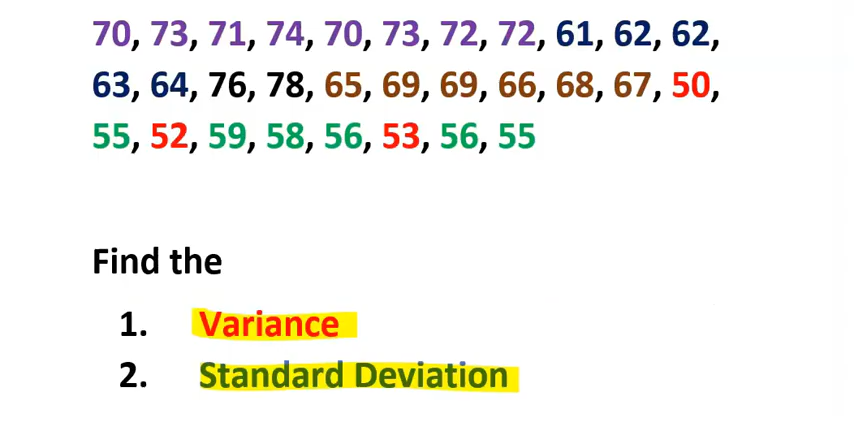 70, 73, 71, 74, 70, 73, 72, 72, 61, 62, 62,
63, 64, 76, 78, 65, 69, 69, 66, 68, 67, 50,
55, 52, 59, 58, 56, 53, 56, 55
Find the
1. Variance
2. Standard Deviation